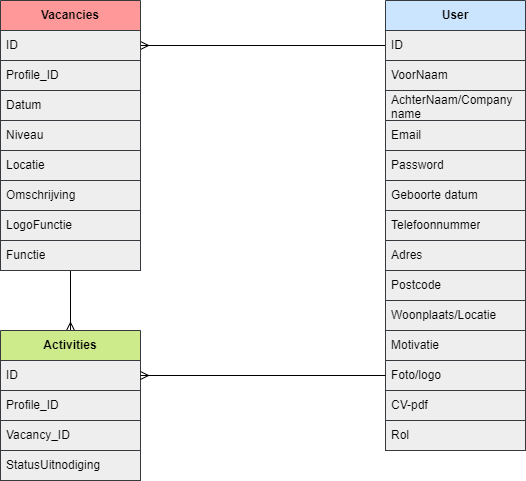 Vacancies
ID
Profile_ID
Datum
Niveau
Locatie
Omschrijving
LogoFunctie
Functie
User
ID
VoorNaam
AchterNaam/Company
name
Email
Password
Geboorte datum
Telefoonnummer
Adres
Postcode
Woonplaats/Locatie
Motivatie
Foto/logo
CV-pdf
Rol
Activities
ID
Profile_ID
Vacancy_ID
StatusUitnodiging